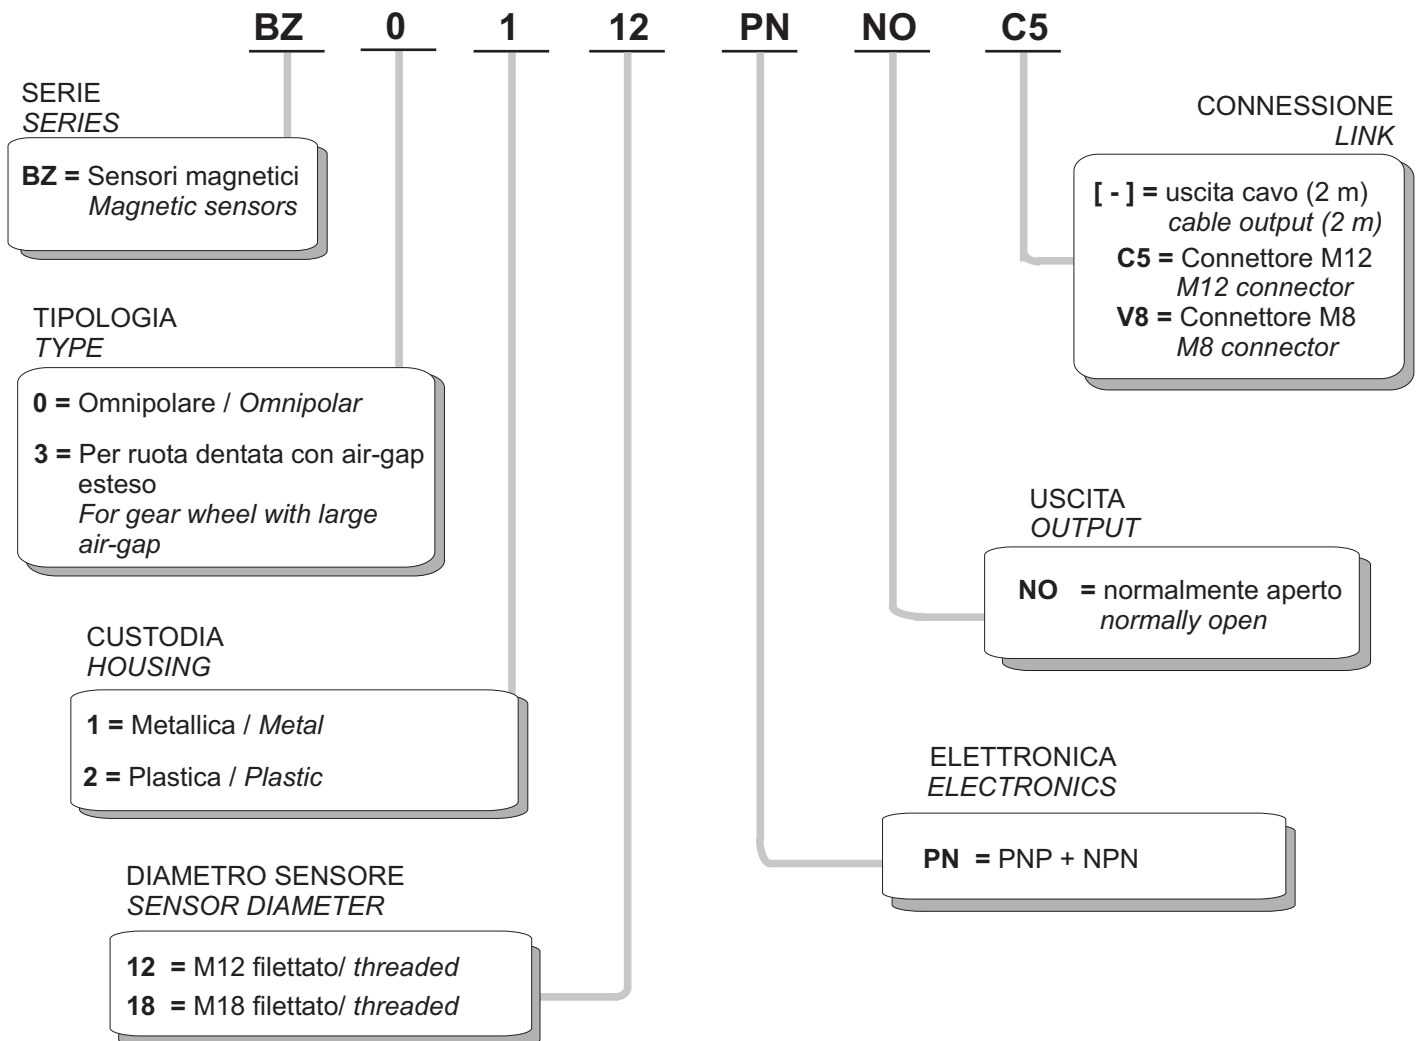 BZ 0 1 12 PN NO C5
SERIE
SERIES
BZ = Sensori magnetici
Magnetic sensors
TIPOLOGIA
TYPE
0 = Omnipolare / Omnipolar
3 = Per ruota dentata con air-gap
esteso
For gear wheel with large
air-gap
CUSTODIA
HOUSING
1 = Metallica / Metal
2 = Plastica / Plastic
DIAMETRO SENSORE
SENSOR DIAMETER
12 = M12 filettato/ threaded
18 = M18 filettato/ threaded
CONNESSIONE
LINK
[ - ] = uscita cavo (2 m)
cable output (2 m)
C5 = Connettore M12
M12 connector
V8 = Connettore M8
M8 connector
USCITA
OUTPUT
NO = normalmente aperto
normally open
ELETTRONICA
ELECTRONICS
PN = PNP + NPN